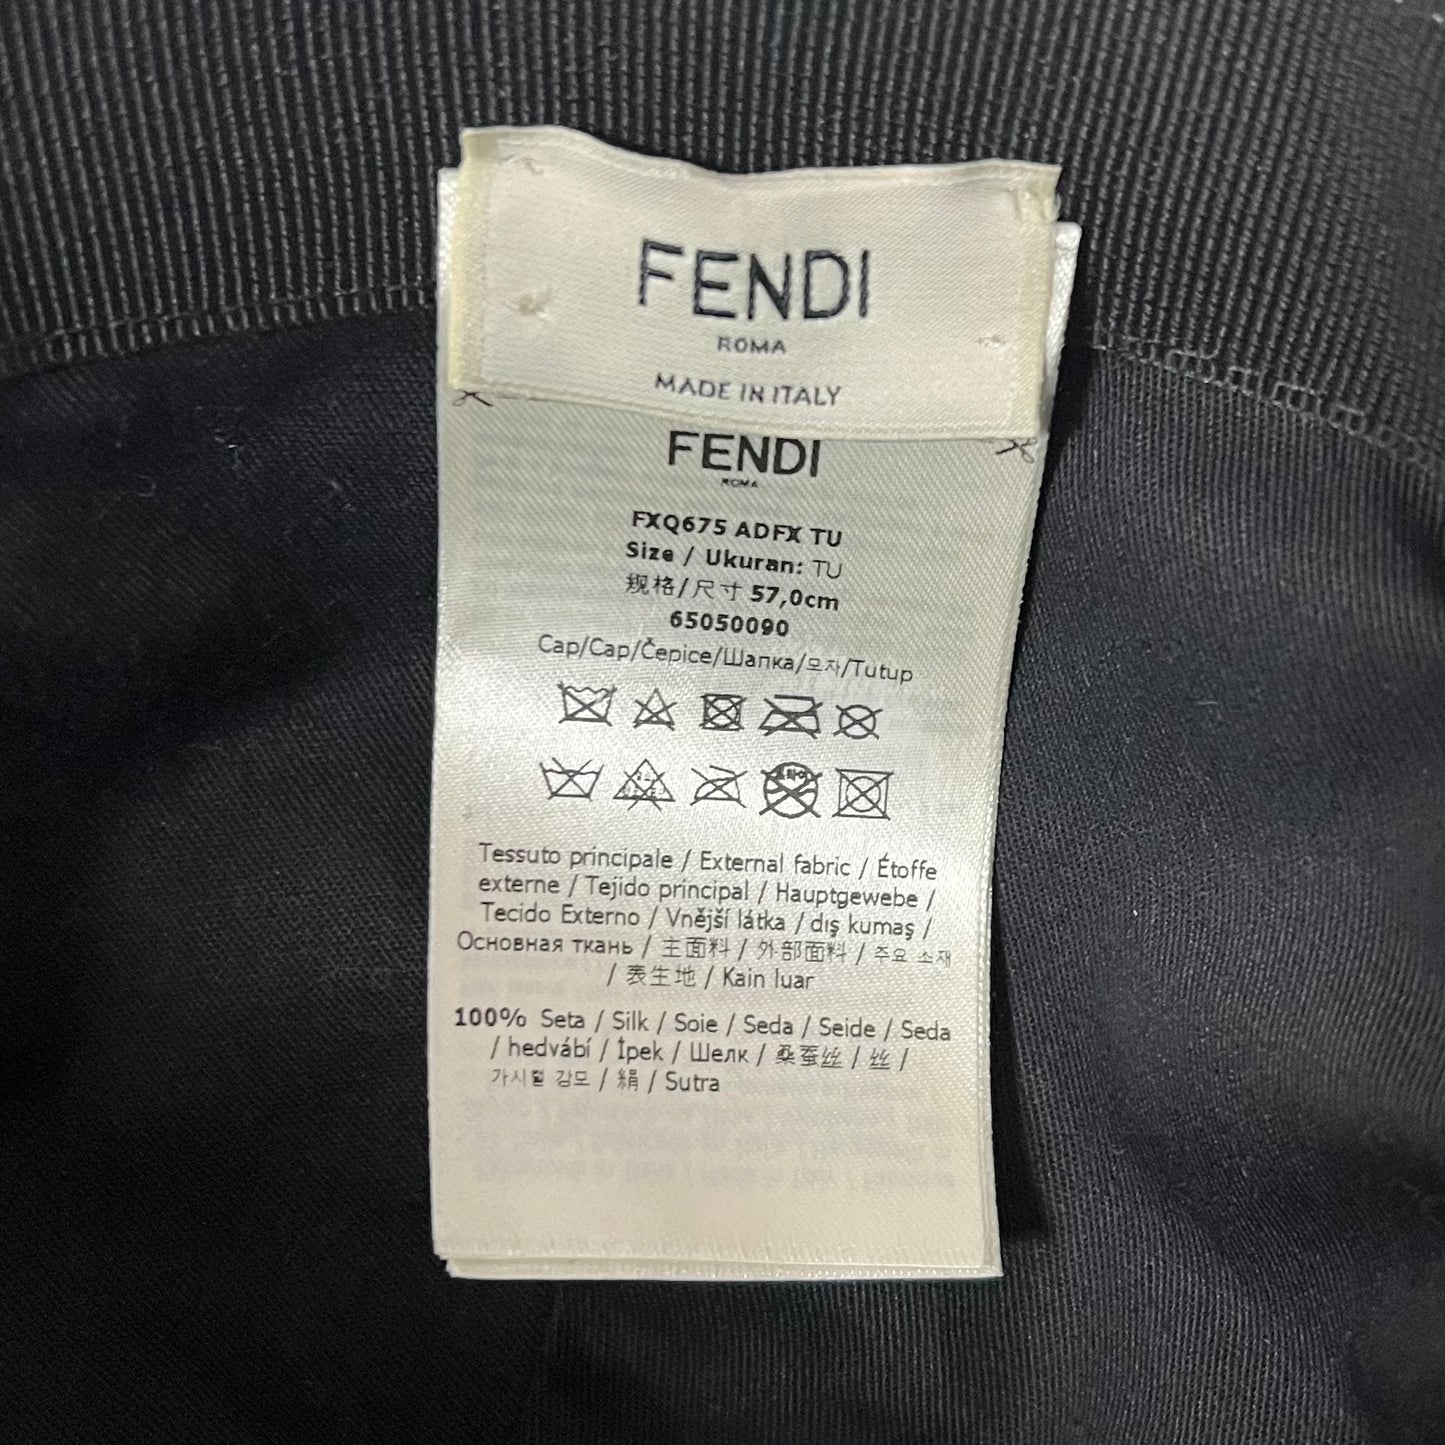 FENDI
ROMA
MADE IN ITALY
FENDI
ROMA
FXQ675 ADFX TU
Size / Ukuran: TU
规格/尺寸 57,0cm
65050090
Cap/Cap/Čepice/Шапка/모자/Tutup
드라이
Tessuto principale / External fabric / Étoffe
externe / Tejido principal / Hauptgewebe /
Tecido Externo / Vnější látka / dış kumaş /
Основная ткань / 主面料 / 外部面料 / 주요 소재
/ 表生地 / Kain luar
100% Seta / Silk / Soie / Seda / Seide / Seda
/ hedvábí / İpek / Шелк / 桑蚕丝 / 丝 /
/ 絹 / Sutra